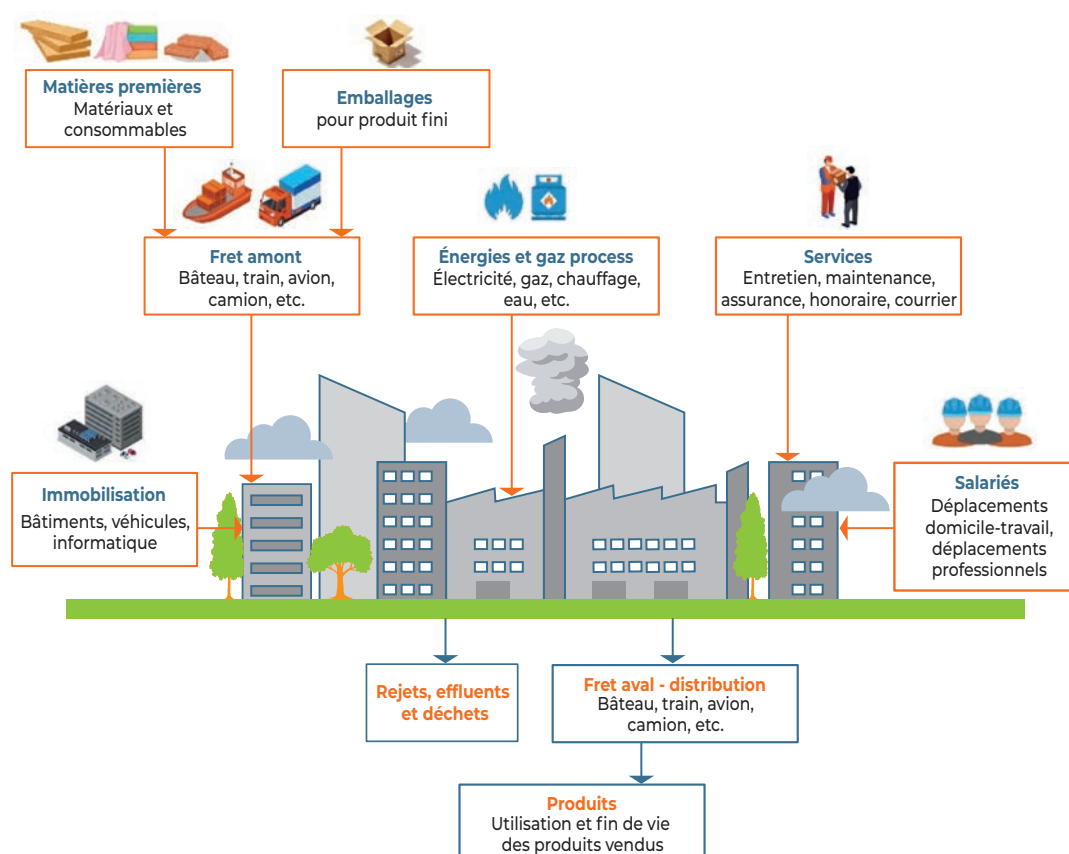 Matières premières
Matériaux et
consommables
Emballages
pour produit fini
Fret amont
Bâteau, train, avion,
camion, etc.
Énergies et gaz process
Électricité, gaz, chauffage,
eau, etc.
Services
Entretien, maintenance,
assurance, honoraire, courrier
Immobilisation
Bâtiments, véhicules,
informatique
Salariés
Déplacements
domicile-travail,
déplacements
professionnels
Rejets, effluents
et déchets
Fret aval - distribution
Bâteau, train, avion,
camion, etc.
Produits
Utilisation et fin de vie
des produits vendus